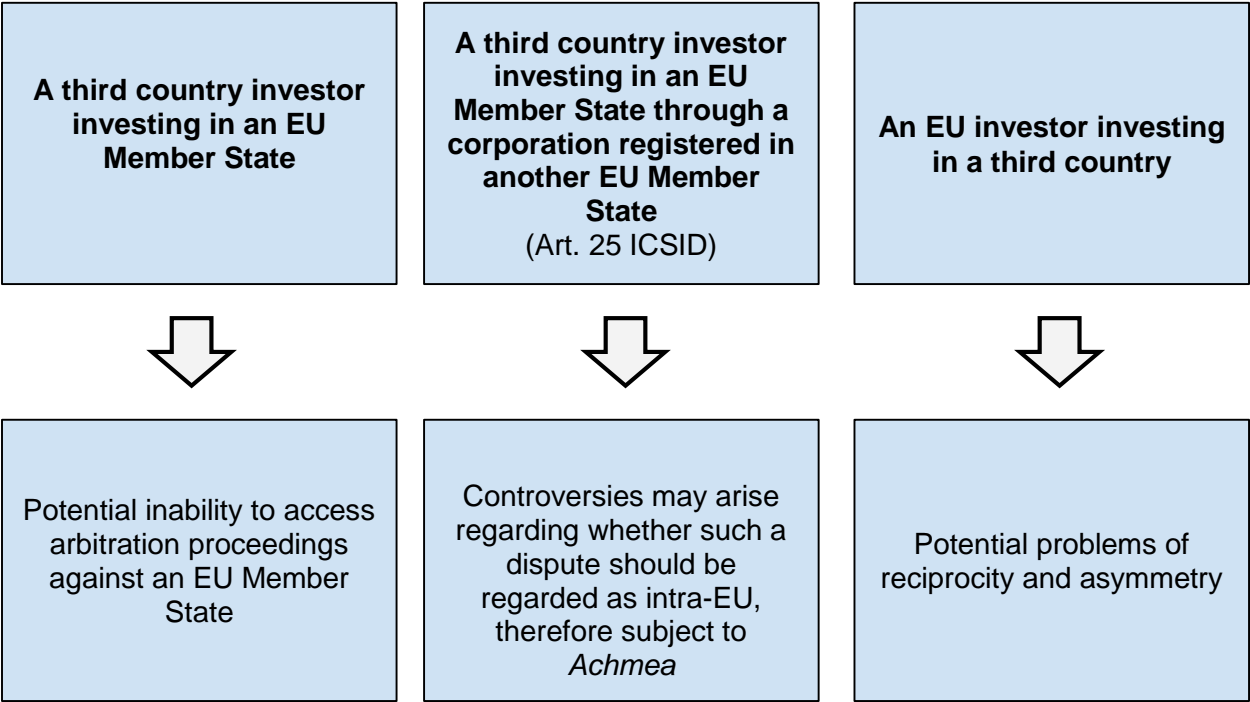 A third country investor
investing in an EU
Member State
A third country investor
investing in an EU
Member State through a
corporation registered in
another EU Member
State
(Art. 25 ICSID)
An EU investor investing
in a third country
Potential inability to access
arbitration proceedings
against an EU Member
State
Controversies may arise
regarding whether such a
dispute should be
regarded as intra-EU,
therefore subject to
Achmea
Potential problems of
reciprocity and asymmetry